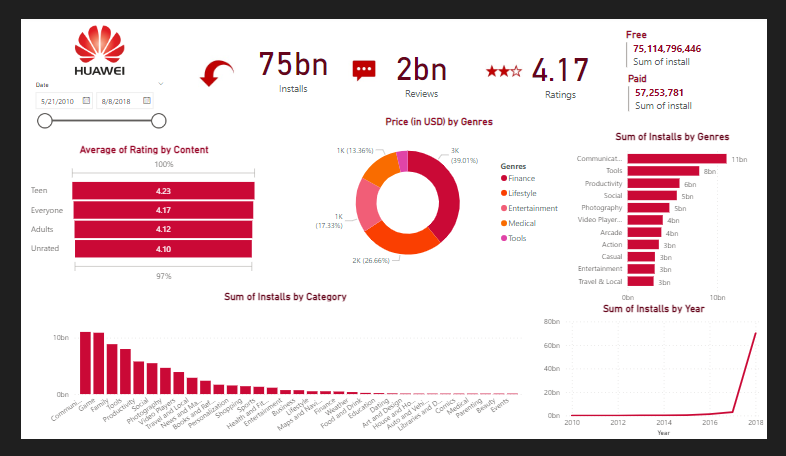 HUAWEI
Date
5/21/2010
8/8/2018
75bn
Installs
2bn
Reviews
4.17
Ratings
Free
75,114,796,446
Sum of install
Paid
57,253,781
Sum of install
Average of Rating by Content
100%
Teen 4.23
Everyone 4.17
Adults 4.12
Unrated 4.10
97%
Price (in USD) by Genres
1K (13.36%)
3K
(39.01%)
1K
(17.33%)
2K (26.66%)
Genres
Finance
Lifestyle
Entertainment
Medical
Tools
Sum of Installs by Genres
Communicat... 11bn
Tools 8bn
Productivity 6bn
Social 5bn
Photography 5bn
Video Player... 4bn
Arcade 4bn
Action 3bn
Casual 3bn
Entertainment 3bn
Travel & Local 3bn
0bn 10bn
Sum of Installs by Category
10bn
0bn
Communi...
Game
Family
Tools
Productivity
Social
Photography
Video Players
Travel and Local
News and Ma...
Books and Ref...
Personalization
Shopping
Sports
Health and Fit...
Entertainment
Business
Lifestyle
Maps and Navi...
Finance
Weather
Food and Drink
Education
Dating
Art and Design
House and Ho...
Auto and Vehi...
Libraries and D...
Comics
Medical
Parenting
Beauty
Events
Sum of Installs by Year
80bn
60bn
40bn
20bn
0bn
2010 2012 2014 2016 2018
Year